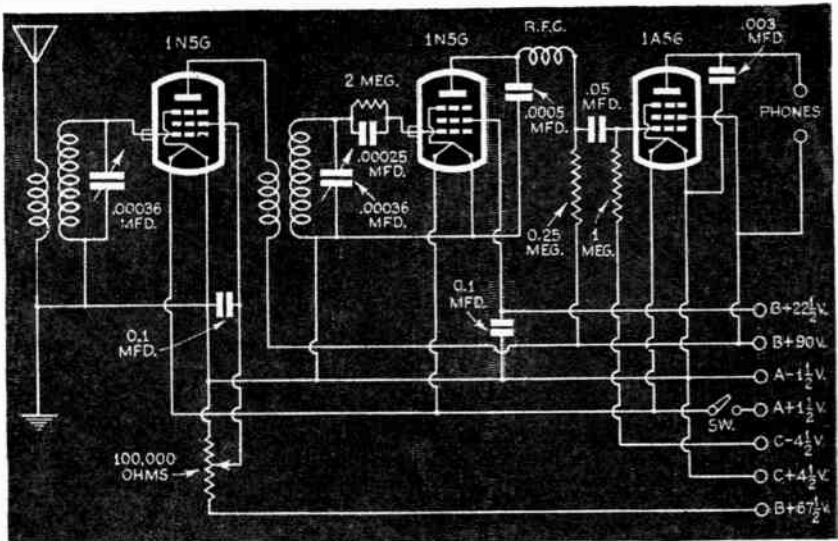 1N5G
1N5G
R.F.C.
1A5G
.003
MFD.
2 MEG.
.05
MFD.
.0005
MFD.
PHONES
.00025
MFD.
.00036
MFD.
.00036
MFD.
0.25
MEG.
1
MEG.
0.1
MFD.
0.1
MFD.
B+22½V.
B+90V.
A-1½V.
A+1½V.
SW.
C-4½V.
C+4½V.
B+67½V.
100,000
OHMS